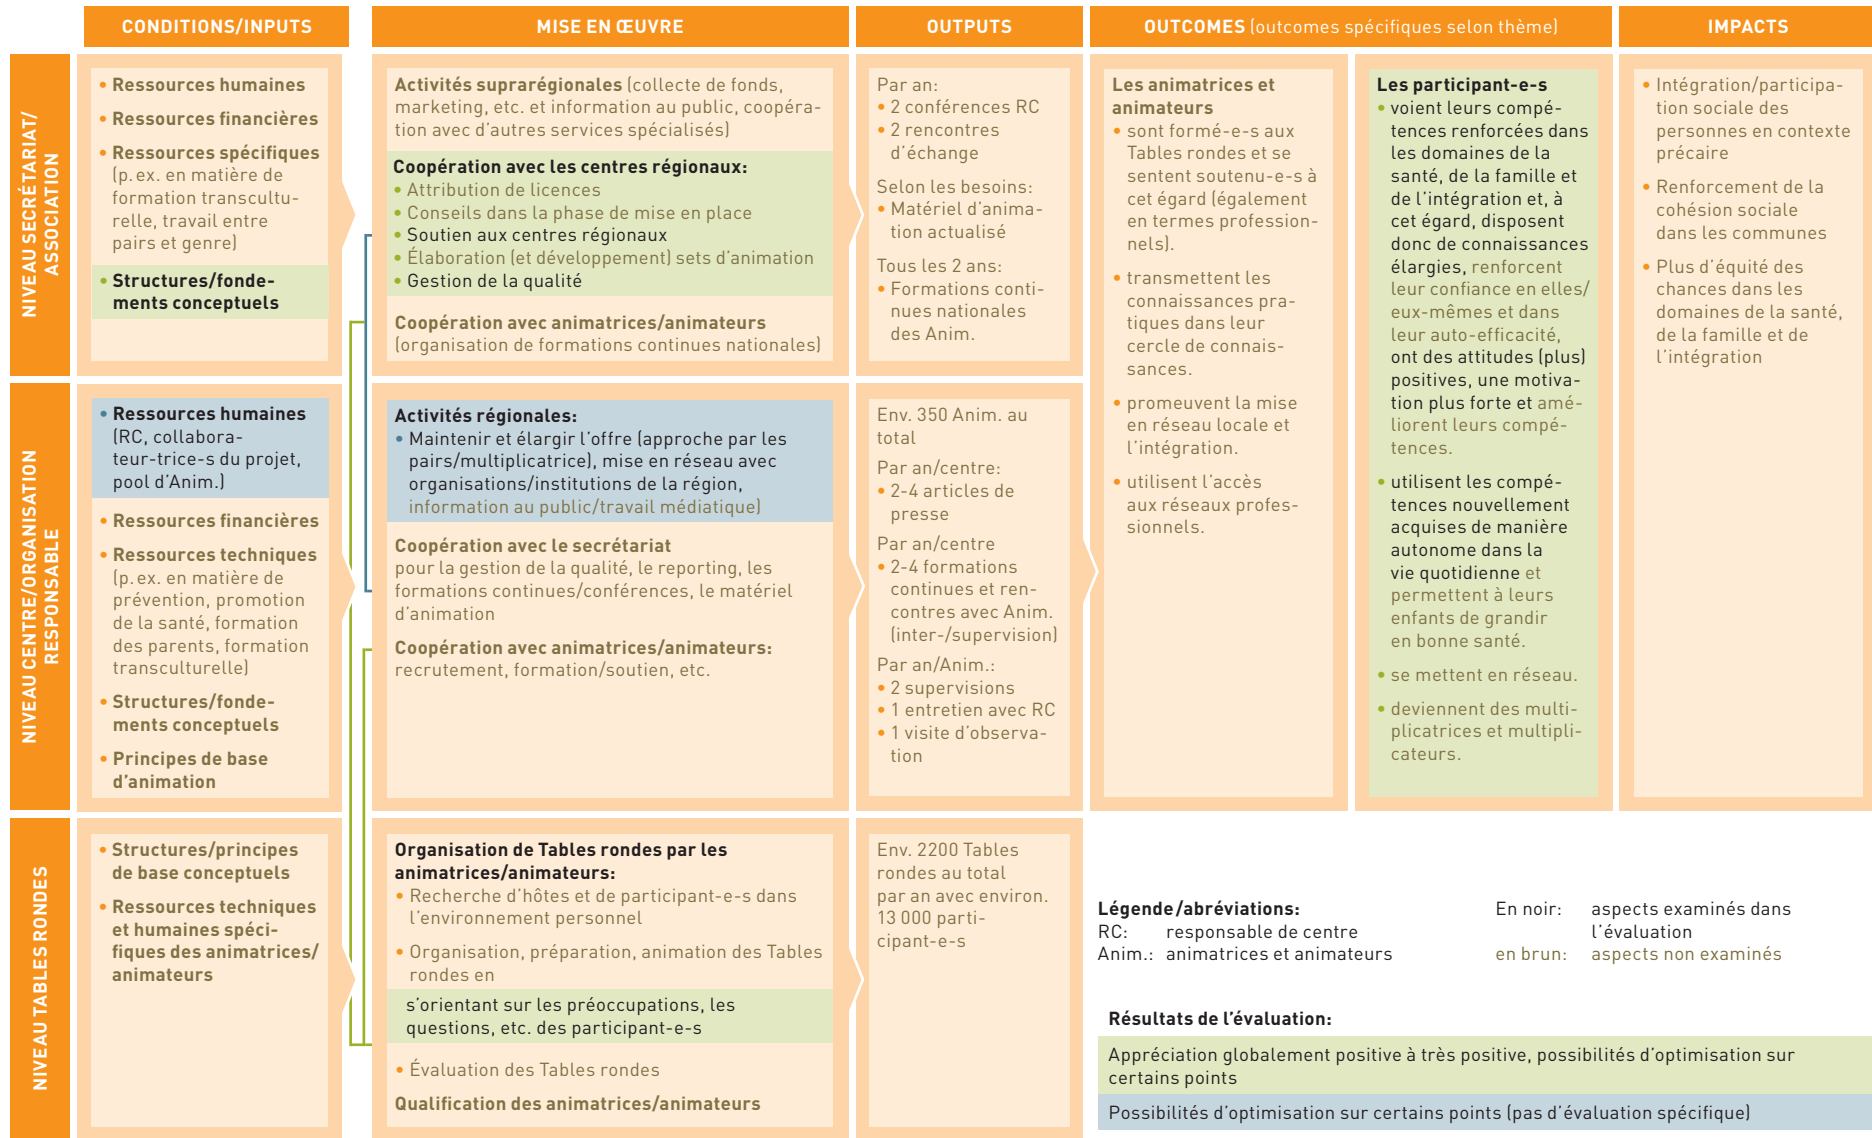 CONDITIONS/INPUTS
MISE EN ŒUVRE
OUTPUTS
OUTCOMES (outcomes spécifiques selon thème)
IMPACTS
NIVEAU SECRÉTARIAT/
ASSOCIATION
• Ressources humaines
• Ressources financières
• Ressources spécifiques
(p. ex. en matière de
formation transcultu-
relle, travail entre
pairs et genre)
• Structures/fonde-
ments conceptuels
Activités suprarégionales (collecte de fonds,
marketing, etc. et information au public, coopéra-
tion avec d'autres services spécialisés)
Coopération avec les centres régionaux:
• Attribution de licences
• Conseils dans la phase de mise en place
• Soutien aux centres régionaux
• Élaboration (et développement) sets d'animation
• Gestion de la qualité
Coopération avec animatrices/animateurs
(organisation de formations continues nationales)
Par an:
• 2 conférences RC
• 2 rencontres
d'échange
Selon les besoins:
• Matériel d'anima-
tion actualisé
Tous les 2 ans:
• Formations conti-
nues nationales
des Anim.
Les animatrices et
animateurs
• sont formé-e-s aux
Tables rondes et se
sentent soutenu-e-s à
cet égard (également
en termes profession-
nels).
• transmettent les
connaissances pra-
tiques dans leur
cercle de connais-
sances.
• promeuvent la mise
en réseau locale et
l'intégration.
• utilisent l'accès
aux réseaux profes-
sionnels.
Les participant-e-s
• voient leurs compé-
tences renforcées dans
les domaines de la
santé, de la famille et
de l'intégration et, à
cet égard, disposent
donc de connaissances
élargies, renforcent
leur confiance en elles/
eux-mêmes et dans
leur auto-efficacité,
ont des attitudes (plus)
positives, une motiva-
tion plus forte et amé-
liorent leurs compé-
tences.
• utilisent les compé-
tences nouvellement
acquises de manière
autonome dans la
vie quotidienne et
permettent à leurs
enfants de grandir
en bonne santé.
• se mettent en réseau.
• deviennent des multi-
plicatrices et multipli-
cateurs.
• Intégration/participa-
tion sociale des
personnes en contexte
précaire
• Renforcement de la
cohésion sociale
dans les communes
• Plus d'équité des
chances dans les
domaines de la santé,
de la famille et de
l'intégration
NIVEAU CENTRE/ORGANISATION
RESPONSABLE
• Ressources humaines
(RC, collabora-
teur-trice-s du projet,
pool d'Anim.)
• Ressources financières
• Ressources techniques
(p. ex. en matière de
prévention, promotion
de la santé, formation
des parents, formation
transculturelle)
• Structures/fonde-
ments conceptuels
• Principes de base
d'animation
Activités régionales:
• Maintenir et élargir l'offre (approche par les
pairs/multiplicatrice), mise en réseau avec
organisations/institutions de la région,
information au public/travail médiatique)
Coopération avec le secrétariat
pour la gestion de la qualité, le reporting, les
formations continues/conférences, le matériel
d'animation
Coopération avec animatrices/animateurs:
recrutement, formation/soutien, etc.
Env. 350 Anim. au
total
Par an/centre:
• 2-4 articles de
presse
Par an/centre
• 2-4 formations
continues et ren-
contres avec Anim.
(inter-/supervision)
Par an/Anim.:
• 2 supervisions
• 1 entretien avec RC
• 1 visite d'observa-
tion
NIVEAU TABLES RONDES
• Structures/principes
de base conceptuels
• Ressources techniques
et humaines spéci-
fiques des animatrices/
animateurs
Organisation de Tables rondes par les
animatrices/animateurs:
• Recherche d'hôtes et de participant-e-s dans
l'environnement personnel
• Organisation, préparation, animation des Tables
rondes en
s'orientant sur les préoccupations, les
questions, etc. des participant-e-s
• Évaluation des Tables rondes
Qualification des animatrices/animateurs
Env. 2200 Tables
rondes au total
par an avec environ.
13 000 parti-
cipant-e-s
Légende/abréviations:
RC: responsable de centre
Anim.: animatrices et animateurs
En noir: aspects examinés dans
l'évaluation
en brun: aspects non examinés
Résultats de l'évaluation:
Appréciation globalement positive à très positive, possibilités d'optimisation sur
certains points
Possibilités d'optimisation sur certains points (pas d'évaluation spécifique)